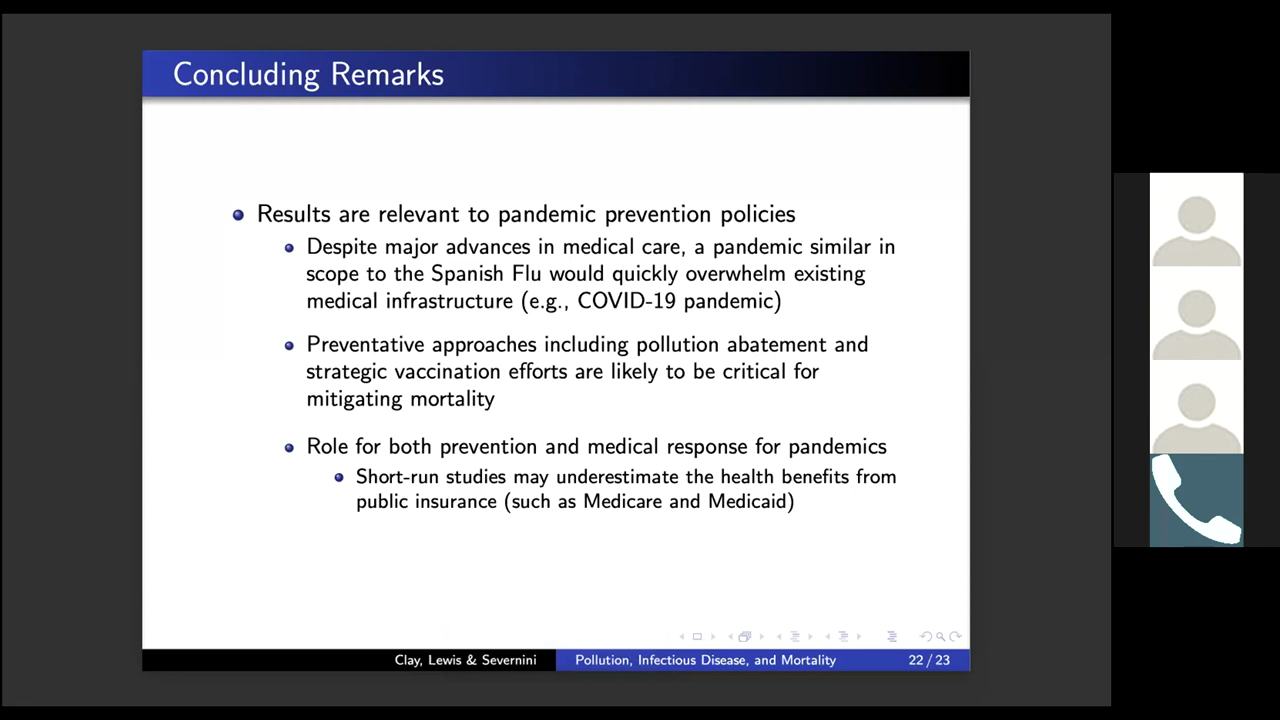 Concluding Remarks
Results are relevant to pandemic prevention policies
Despite major advances in medical care, a pandemic similar in
scope to the Spanish Flu would quickly overwhelm existing
medical infrastructure (e.g., COVID-19 pandemic)
Preventative approaches including pollution abatement and
strategic vaccination efforts are likely to be critical for
mitigating mortality
Role for both prevention and medical response for pandemics
Short-run studies may underestimate the health benefits from
public insurance (such as Medicare and Medicaid)
Clay, Lewis & Severnini Pollution, Infectious Disease, and Mortality 22 / 23